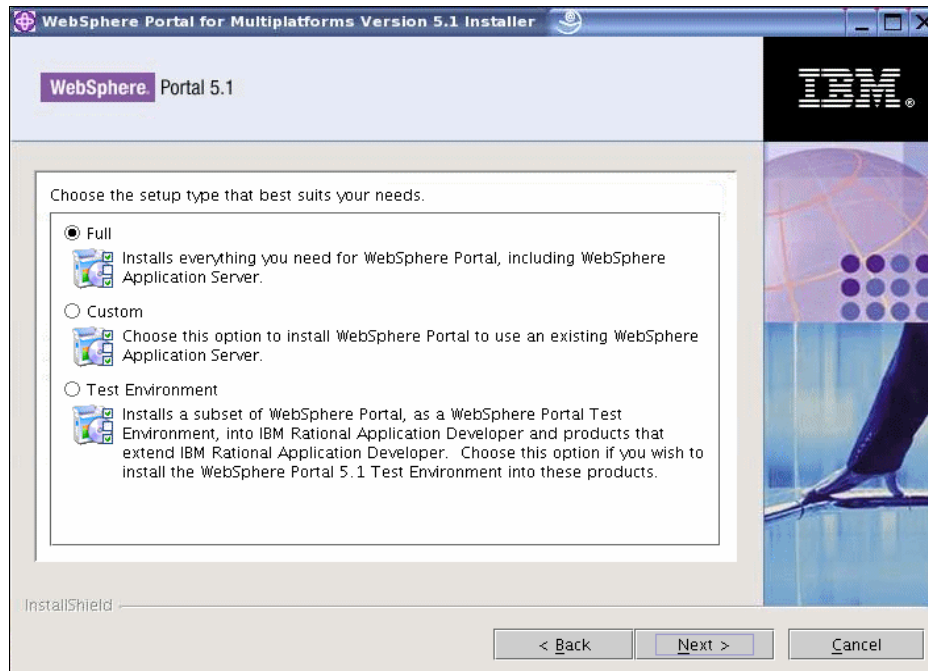 WebSphere Portal for Multiplatforms Version 5.1 Installer
WebSphere. Portal 5.1
IBM®
Choose the setup type that best suits your needs.
Full
Installs everything you need for WebSphere Portal, including WebSphere
Application Server.
Custom
Choose this option to install WebSphere Portal to use an existing WebSphere
Application Server.
Test Environment
Installs a subset of WebSphere Portal, as a WebSphere Portal Test
Environment, into IBM Rational Application Developer and products that
extend IBM Rational Application Developer.  Choose this option if you wish to
install the WebSphere Portal 5.1 Test Environment into these products.
InstallShield
< Back
Next >
Cancel